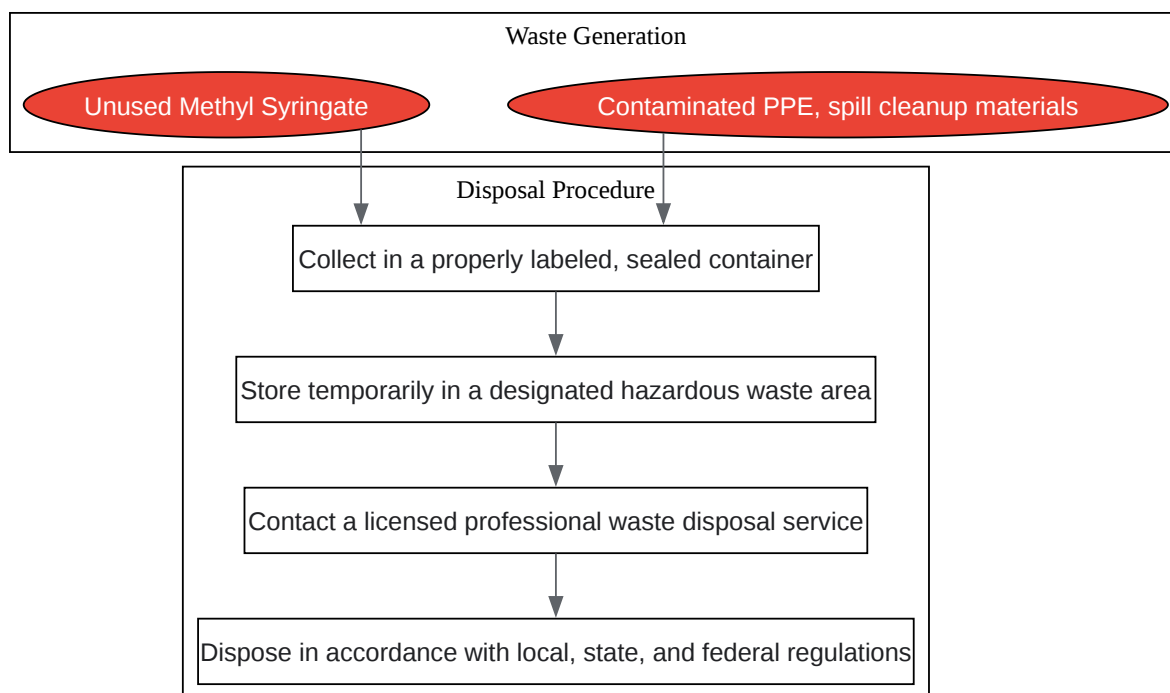 Waste Generation
Unused Methyl Syringate
Contaminated PPE, spill cleanup materials
Disposal Procedure
Collect in a properly labeled, sealed container
Store temporarily in a designated hazardous waste area
Contact a licensed professional waste disposal service
Dispose in accordance with local, state, and federal regulations